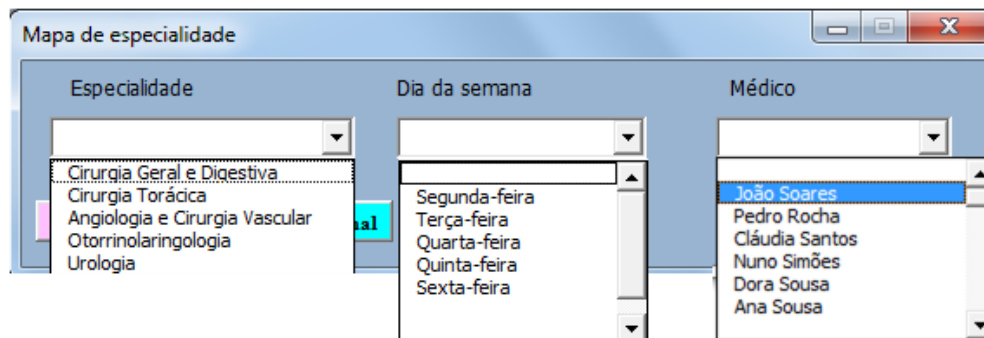 Mapa de especialidade
Especialidade
Dia da semana
Médico
Cirurgia Geral e Digestiva
Cirurgia Torácica
Angiologia e Cirurgia Vascular
Otorrinolaringologia
Urologia
Segunda-feira
Terça-feira
Quarta-feira
Quinta-feira
Sexta-feira
João Soares
Pedro Rocha
Cláudia Santos
Nuno Simões
Dora Sousa
Ana Sousa